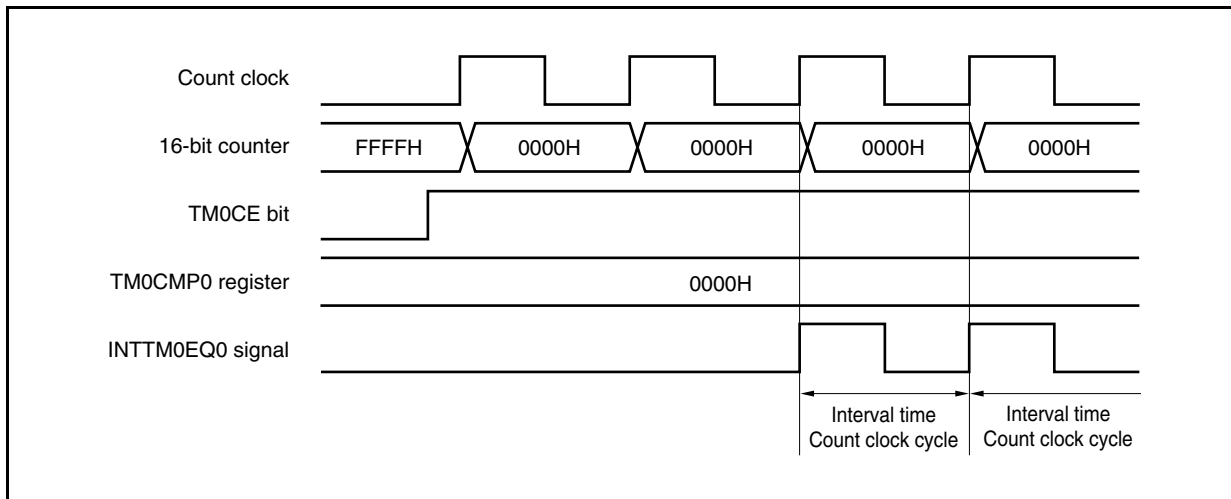 Count clock
16-bit counter
FFFFH
0000H
0000H
0000H
0000H
TM0CE bit
TM0CMP0 register
0000H
INTTM0EQ0 signal
Interval time
Count clock cycle
Interval time
Count clock cycle